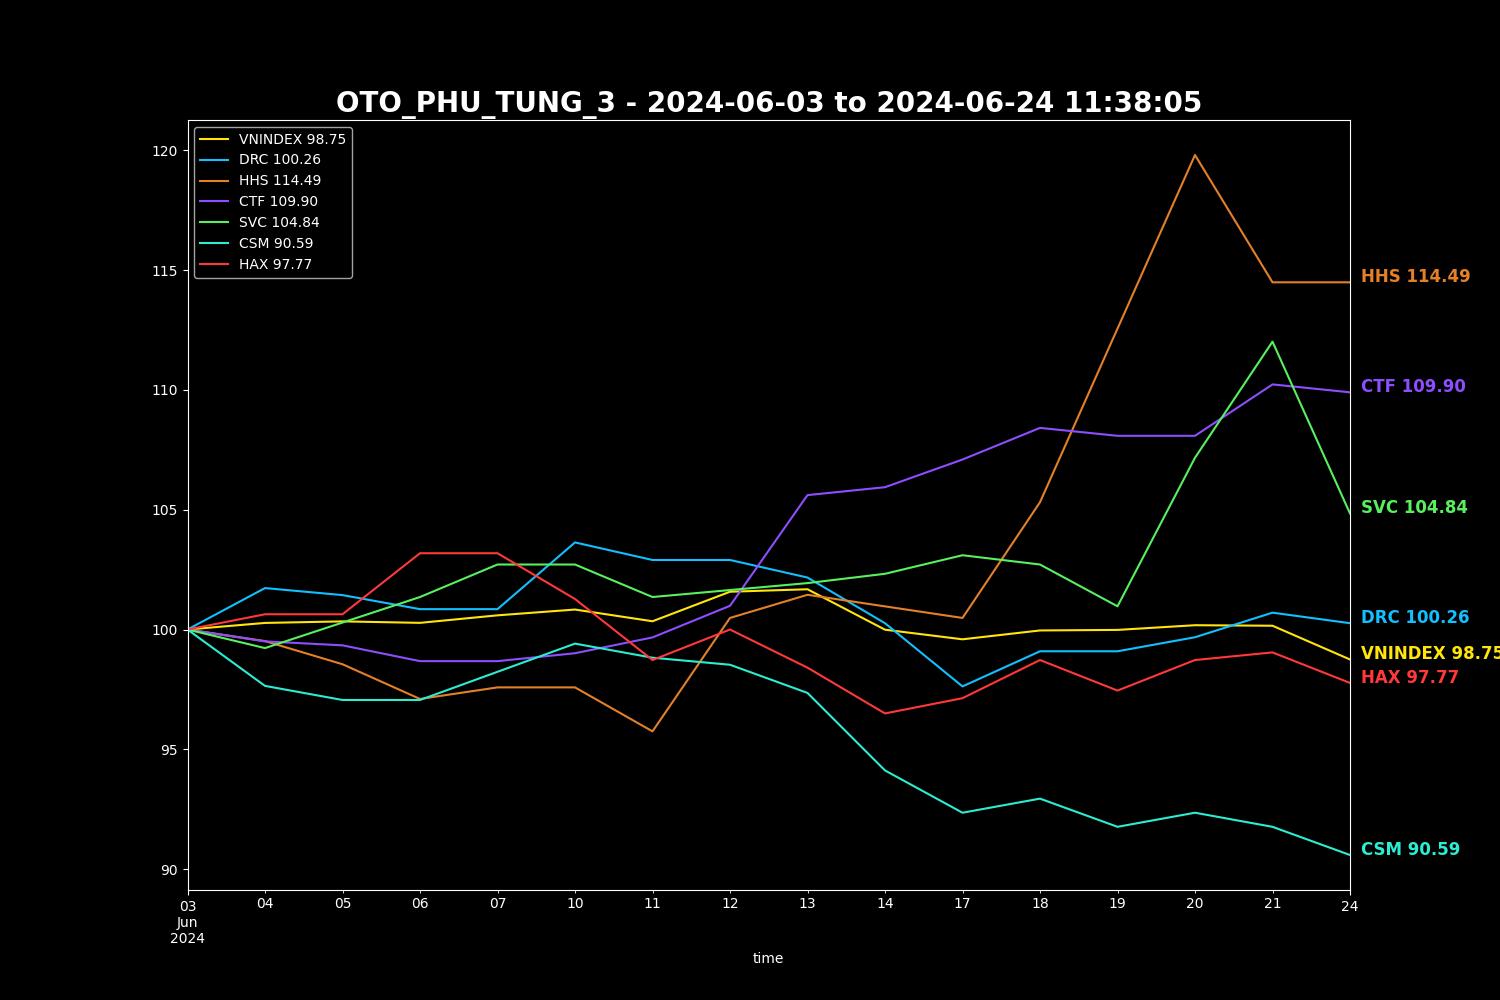 OTO_PHU_TUNG_3 - 2024-06-03 to 2024-06-24 11:38:05
VNINDEX 98.75
DRC 100.26
HHS 114.49
CTF 109.90
SVC 104.84
CSM 90.59
HAX 97.77
120
115
110
105
100
95
90
HHS 114.49
CTF 109.90
SVC 104.84
DRC 100.26
VNINDEX 98.75
HAX 97.77
CSM 90.59
03 04 05 06 07 10 11 12 13 14 17 18 19 20 21 24
Jun
2024
time